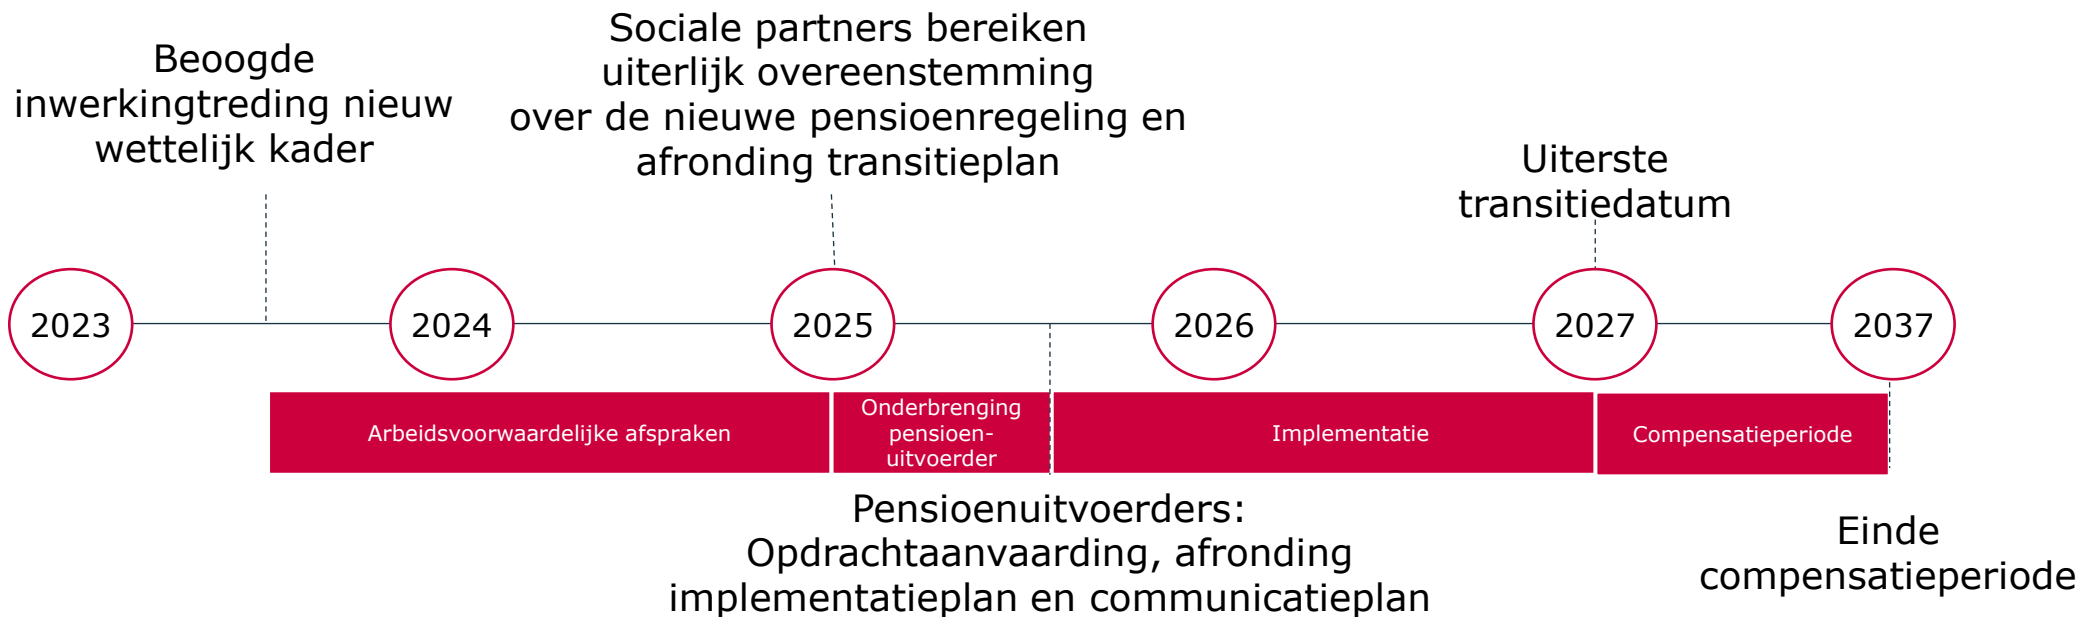 Beoogde
inwerkingtreding nieuw
wettelijk kader
Sociale partners bereiken
uiterlijk overeenstemming
over de nieuwe pensioenregeling en
afronding transitieplan
Uiterste
transitiedatum
2023
2024
2025
2026
2027
2037
Arbeidsvoorwaardelijke afspraken
Onderbrenging
pensioen-
uitvoerder
Implementatie
Compensatieperiode
Pensioenuitvoerders:
Opdrachtaanvaarding, afronding
implementatieplan en communicatieplan
Einde
compensatieperiode